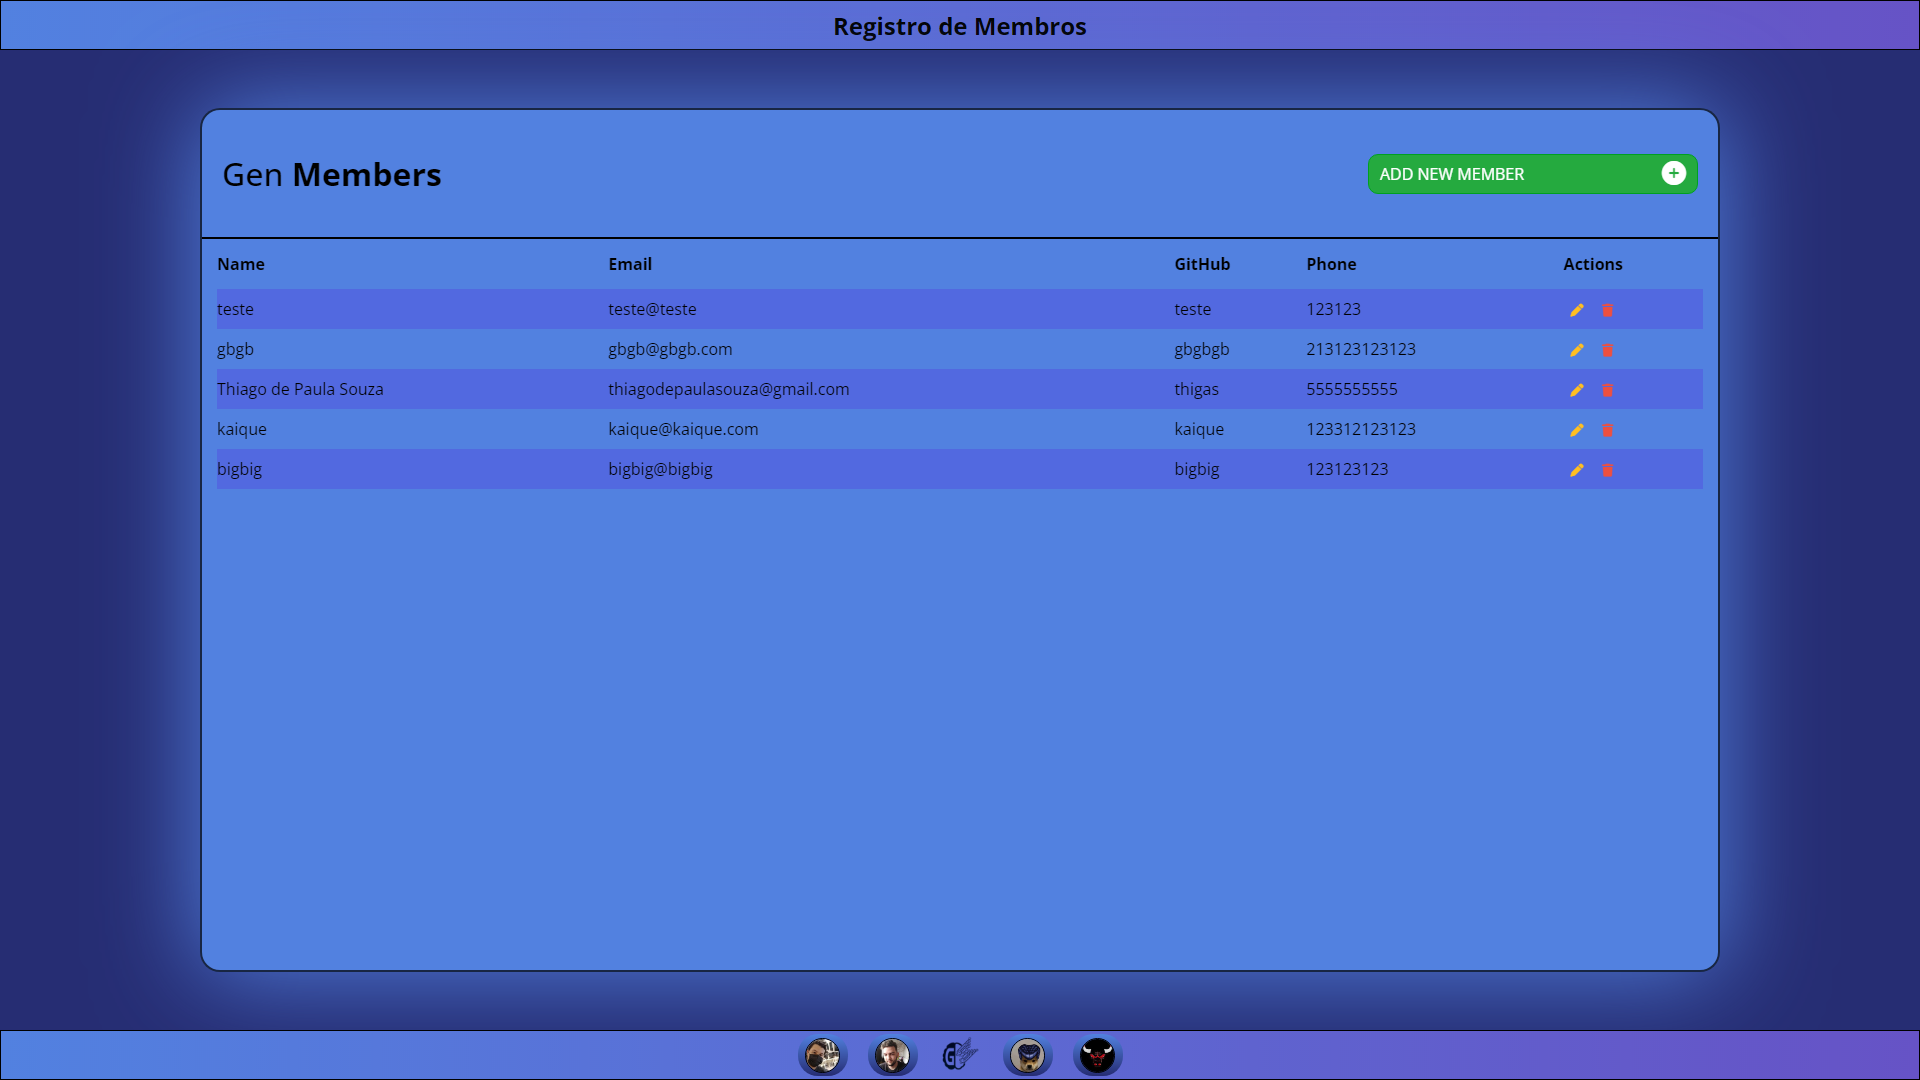 Registro de Membros
Gen Members
ADD NEW MEMBER
Name Email GitHub Phone Actions
teste teste@teste teste 123123
gbgb gbgb@gbgb.com gbgbgb 213123123123
Thiago de Paula Souza thiagodepaulasouza@gmail.com thigas 5555555555
kaique kaique@kaique.com kaique 123312123123
bigbig bigbig@bigbig bigbig 123123123